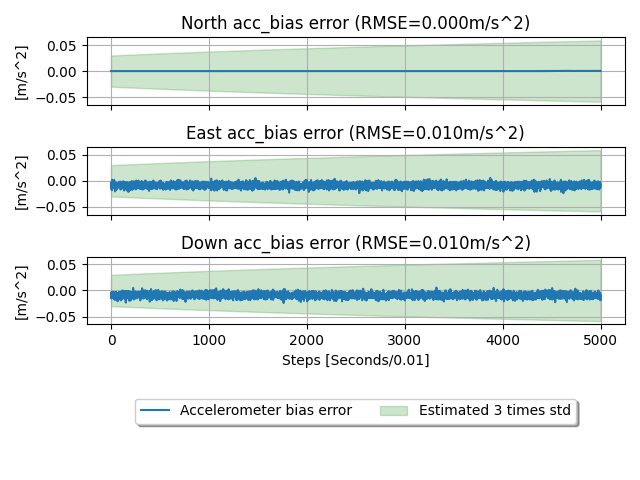 North acc_bias error (RMSE=0.000m/s^2)
0.05
0.00
−0.05
[m/s^2]
East acc_bias error (RMSE=0.010m/s^2)
0.05
0.00
−0.05
[m/s^2]
Down acc_bias error (RMSE=0.010m/s^2)
0.05
0.00
−0.05
[m/s^2]
0 1000 2000 3000 4000 5000
Steps [Seconds/0.01]
Accelerometer bias error Estimated 3 times std